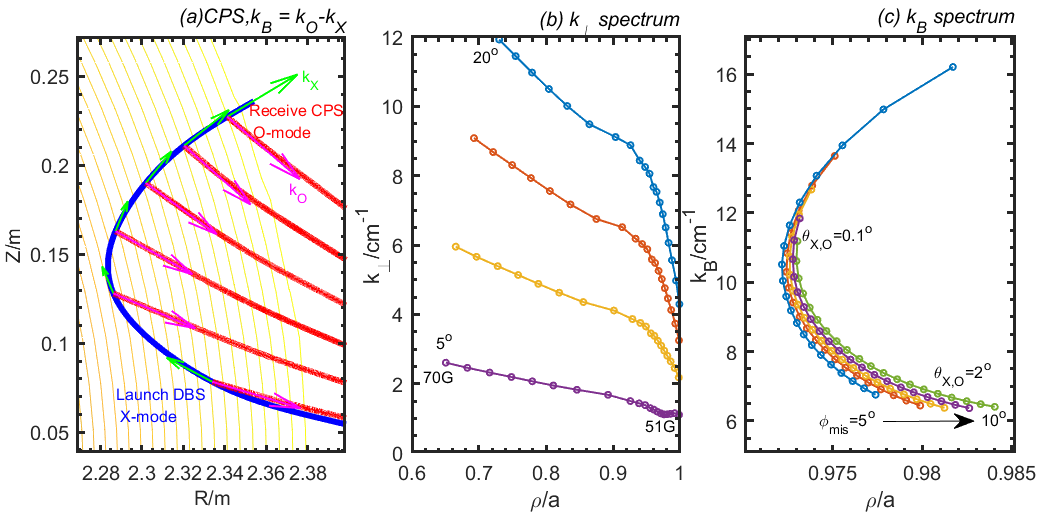 (a)CPS,k_B = k_O-k_X
0.25
0.2
0.15
0.1
0.05
Z/m
2.28 2.3 2.32 2.34 2.36
R/m
k_X
Receive CPS
O-mode
k_O
Launch DBS
X-mode
(b) k_⊥ spectrum
12
10
8
6
4
2
0
k_⊥/cm^-1
0.6 0.7 0.8 0.9 1
ρ/a
20°
5°
70G
51G
(c) k_B spectrum
16
14
12
10
8
6
k_B/cm^-1
0.975 0.98 0.985
ρ/a
θ_X,O=0.1°
θ_X,O=2°
ϕ_mis=5° 10°